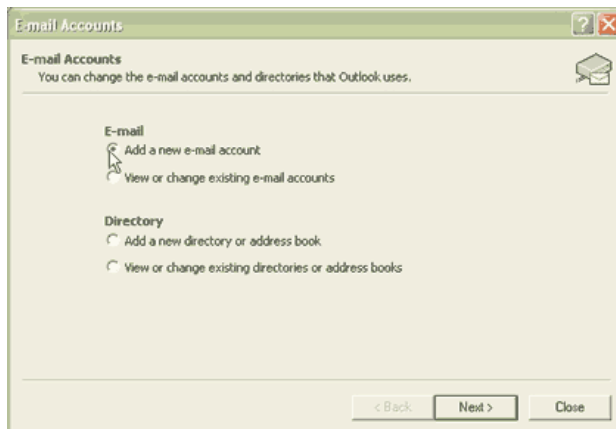 E-mail Accounts
E-mail Accounts
You can change the e-mail accounts and directories that Outlook uses.
E-mail
Add a new e-mail account
View or change existing e-mail accounts
Directory
Add a new directory or address book
View or change existing directories or address books
< Back Next > Close